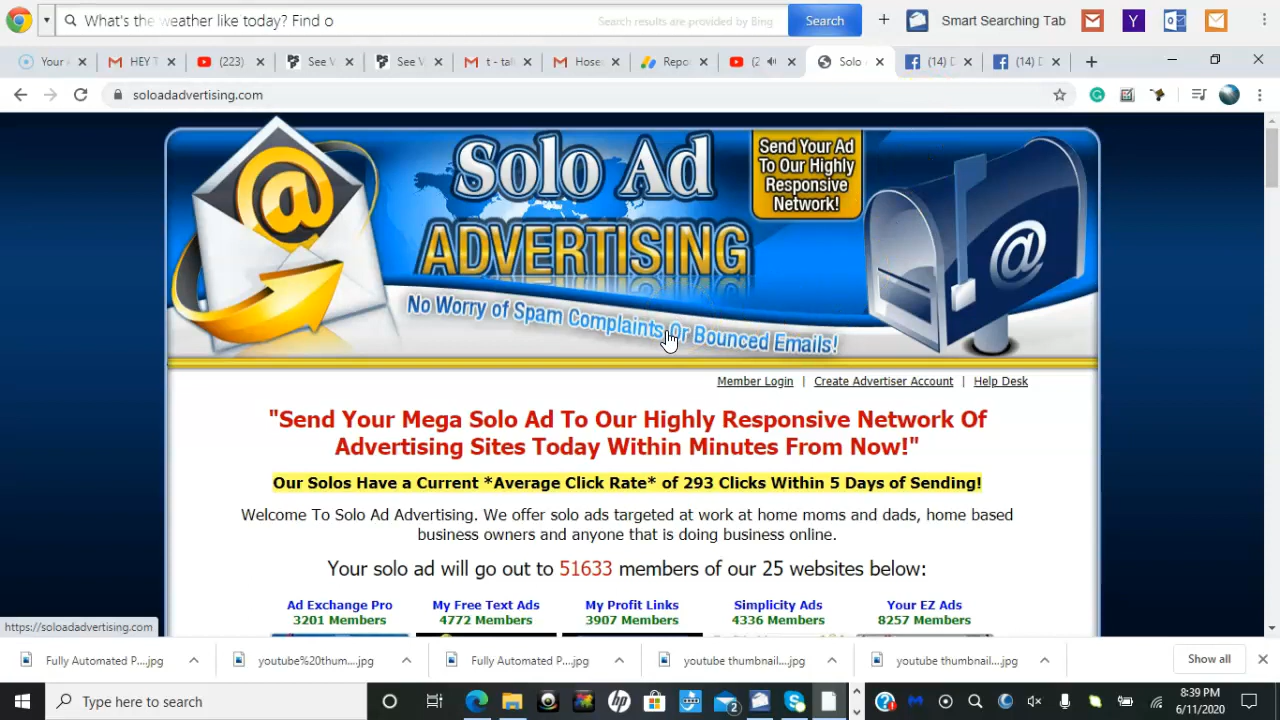 What's the weather like today? Find o
Search results are provided by Bing
Search
Smart Searching Tab
Your A
HEY T
(223)
See V
See V
t - tal
Hose
Repo
(2
Solo
(14) D
(14) D
soloadadvertising.com
Solo Ad
ADVERTISING
No Worry of Spam Complaints Or Bounced Emails!
Send Your Ad
To Our Highly
Responsive
Network!
Member Login | Create Advertiser Account | Help Desk
"Send Your Mega Solo Ad To Our Highly Responsive Network Of
Advertising Sites Today Within Minutes From Now!"
Our Solos Have a Current *Average Click Rate* of 293 Clicks Within 5 Days of Sending!
Welcome To Solo Ad Advertising. We offer solo ads targeted at work at home moms and dads, home based
business owners and anyone that is doing business online.
Your solo ad will go out to 51633 members of our 25 websites below:
Ad Exchange Pro My Free Text Ads My Profit Links Simplicity Ads Your EZ Ads
3201 Members 4772 Members 3907 Members 4336 Members 8257 Members
https://soloadadvertising.com
Fully Automated P....jpg
youtube%20thum....jpg
Fully Automated P....jpg
youtube thumbnail....jpg
youtube thumbnail....jpg
Show all
Type here to search
2
8:39 PM
6/11/2020